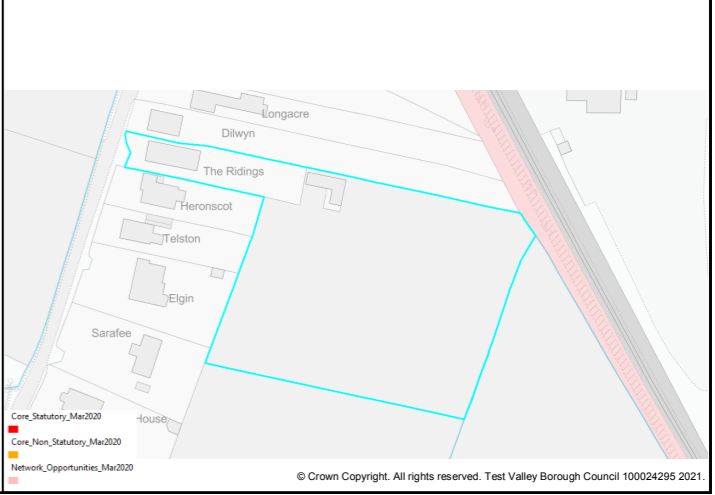 Longacre
Dilwyn
The Ridings
Heronscot
Telston
Elgin
Sarafee
House
Core_Statutory_Mar2020
Core_Non_Statutory_Mar2020
Network_Opportunities_Mar2020
© Crown Copyright. All rights reserved. Test Valley Borough Council 100024295 2021.